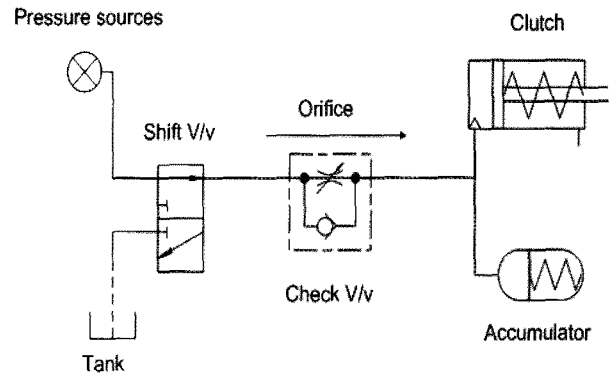 Pressure sources
Clutch
Shift V/v
Orifice
Check V/v
Accumulator
Tank